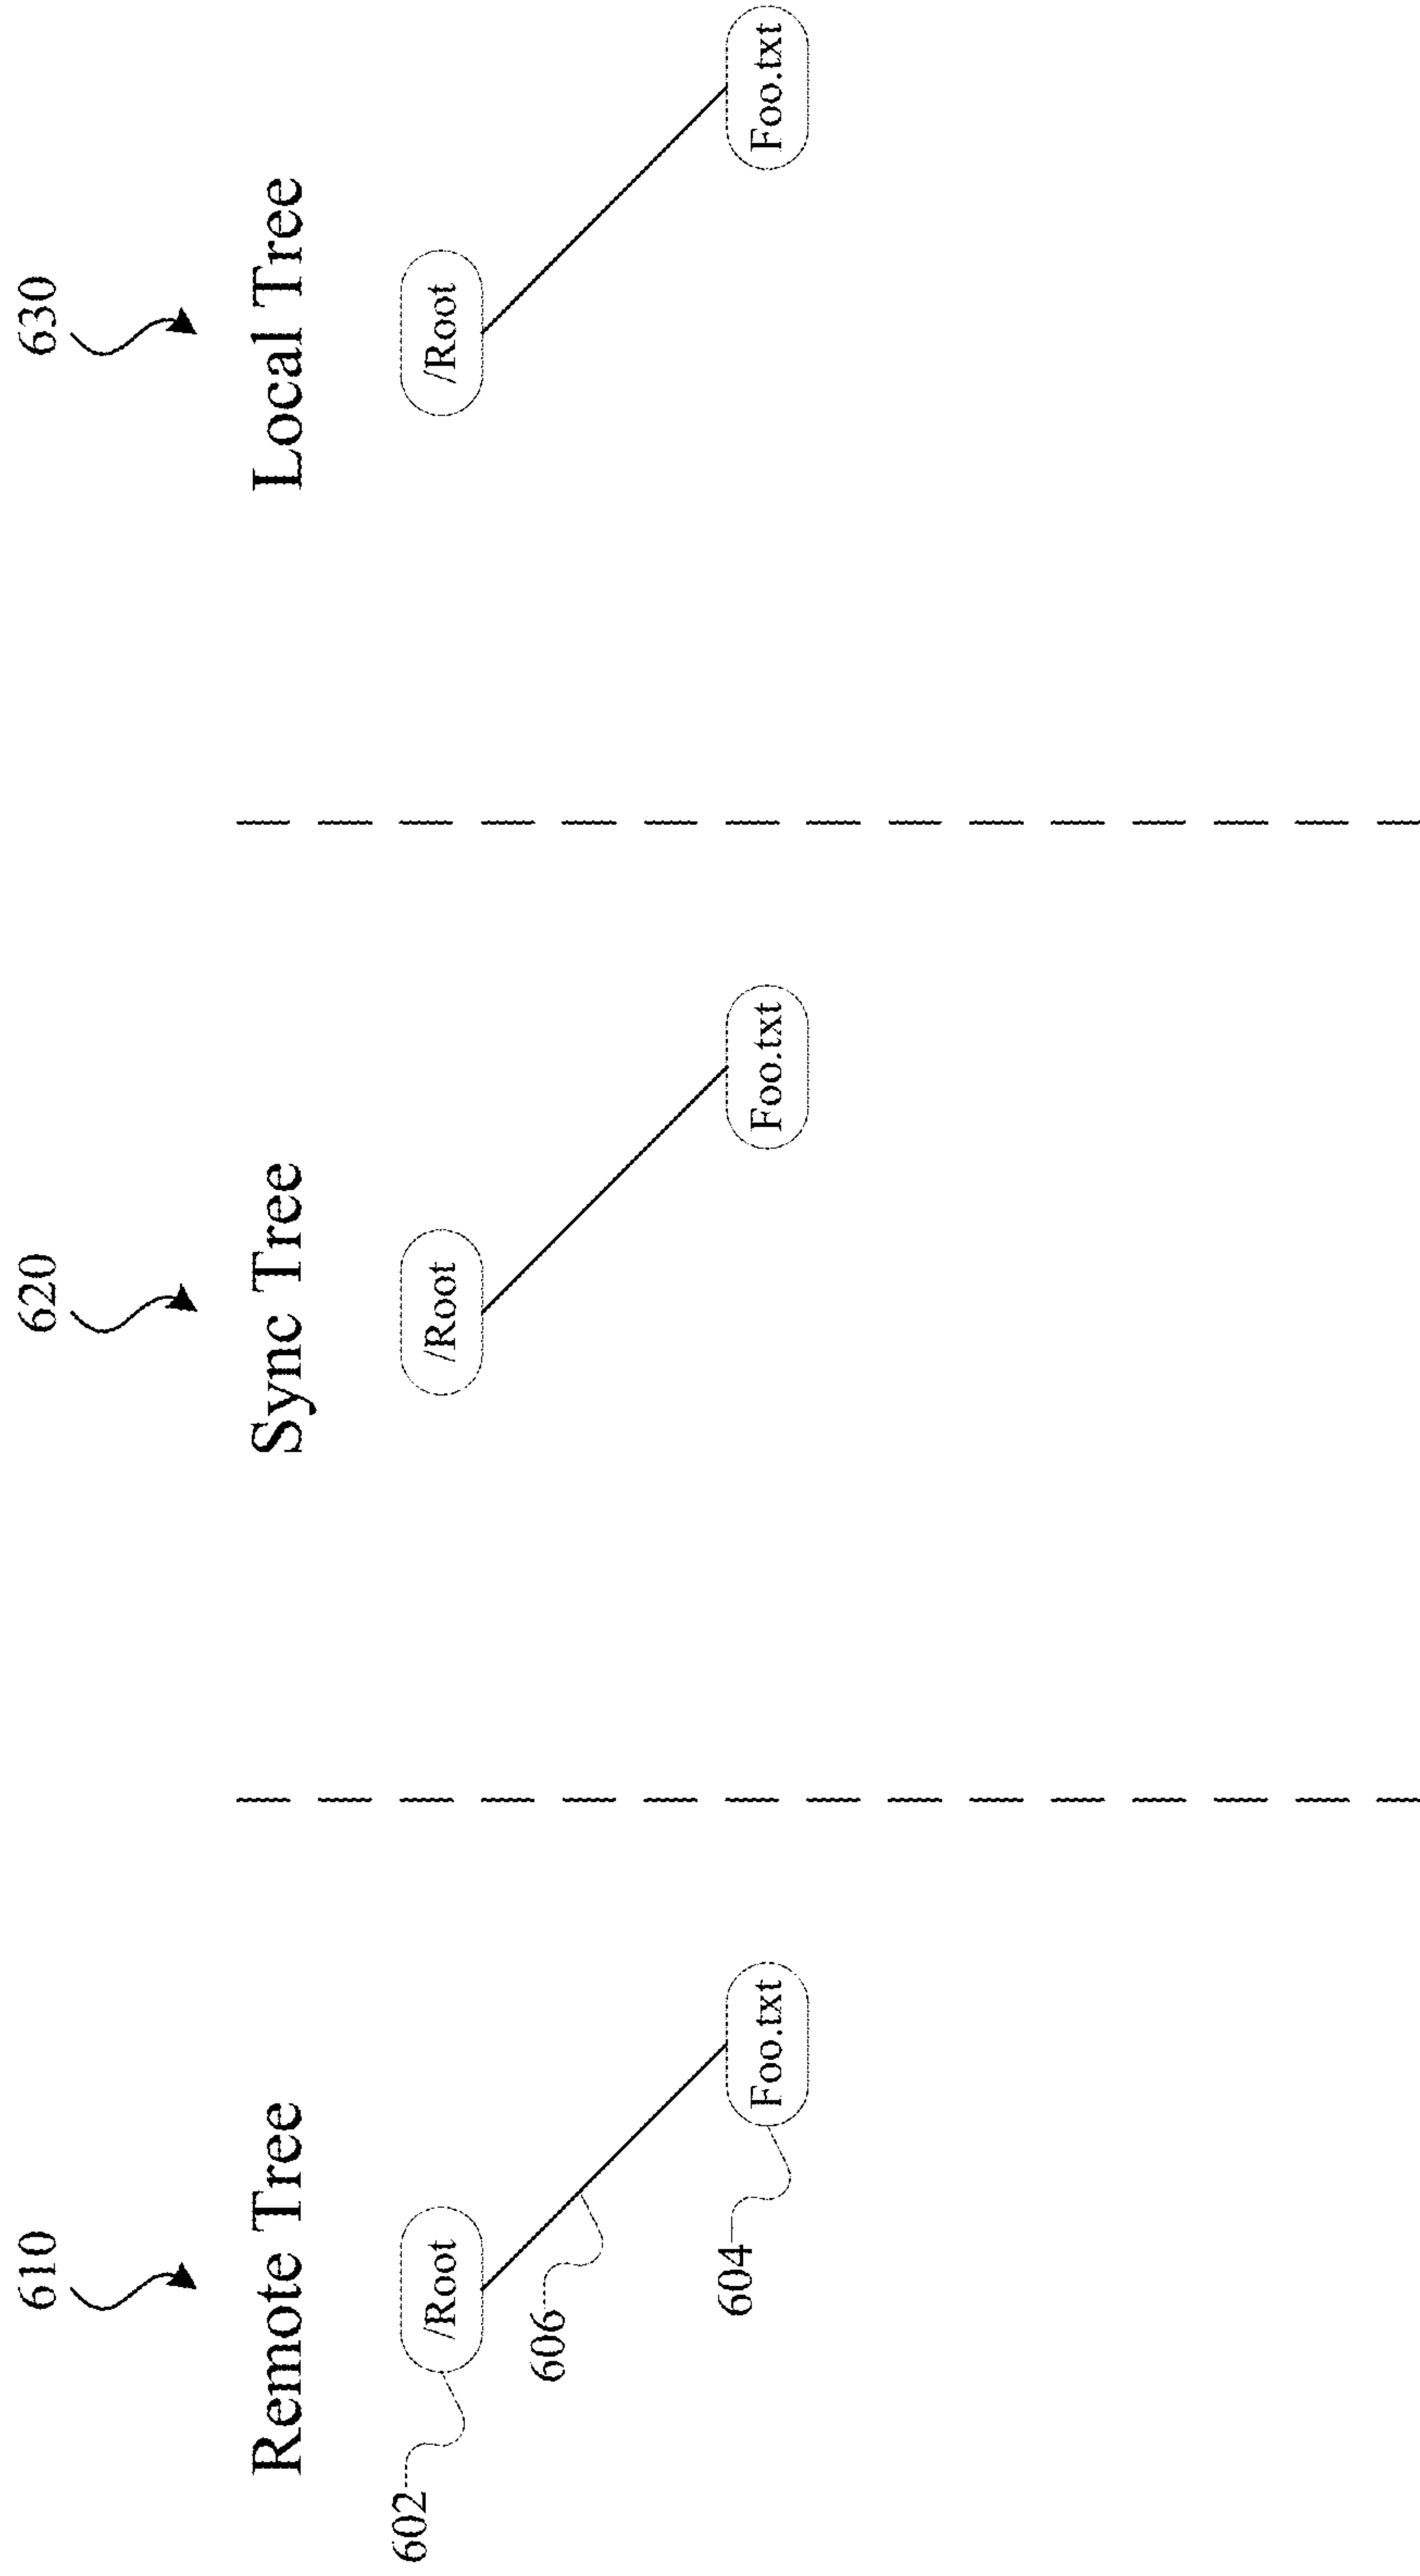 610
620
630
Remote Tree
Sync Tree
Local Tree
602
/Root
/Root
/Root
606
604
Foo.txt
Foo.txt
Foo.txt